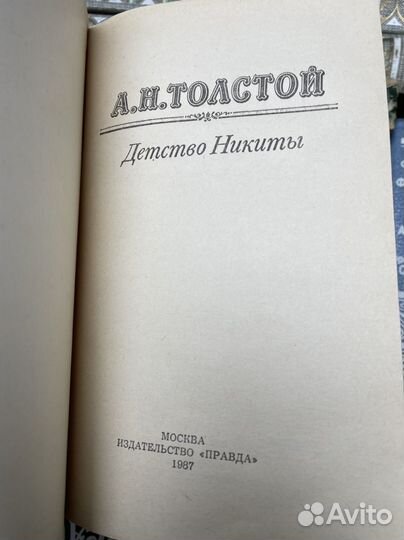 А.Н.ТОЛСТОЙ
Детство Никиты
МОСКВА
ИЗДАТЕЛЬСТВО «ПРАВДА»
1987
Avito